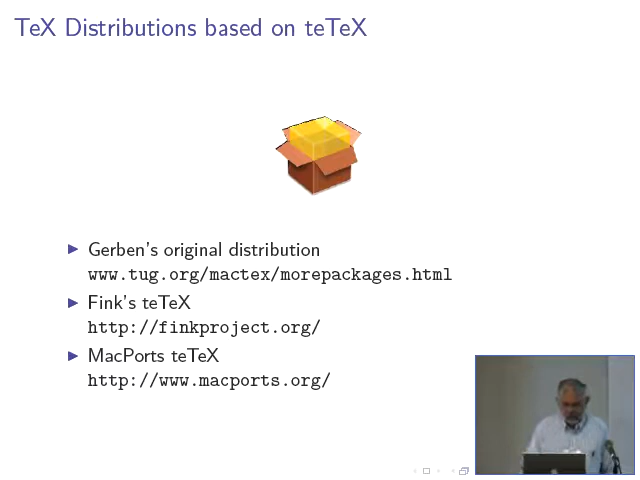 TeX Distributions based on teTeX
Gerben's original distribution
www.tug.org/mactex/morepackages.html
Fink's teTeX
http://finkproject.org/
MacPorts teTeX
http://www.macports.org/